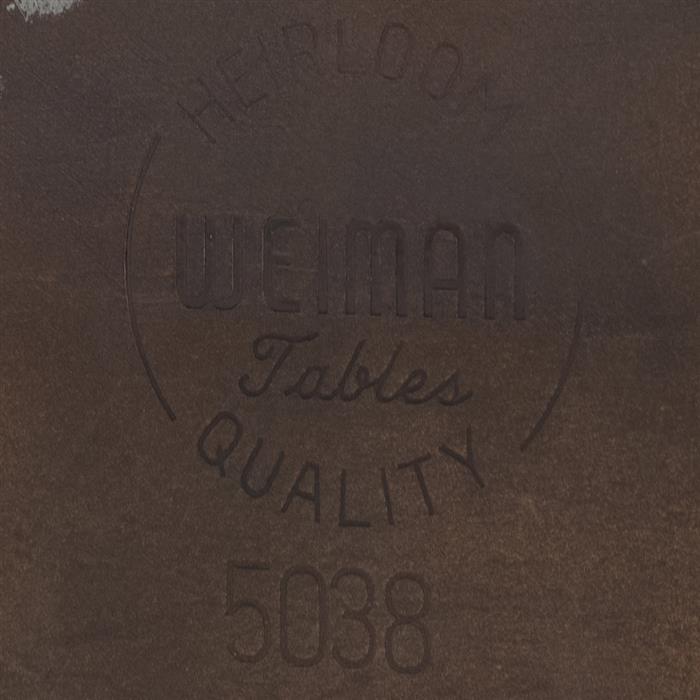 HEIRLOOM
WEIMAN
Tables
QUALITY
5038